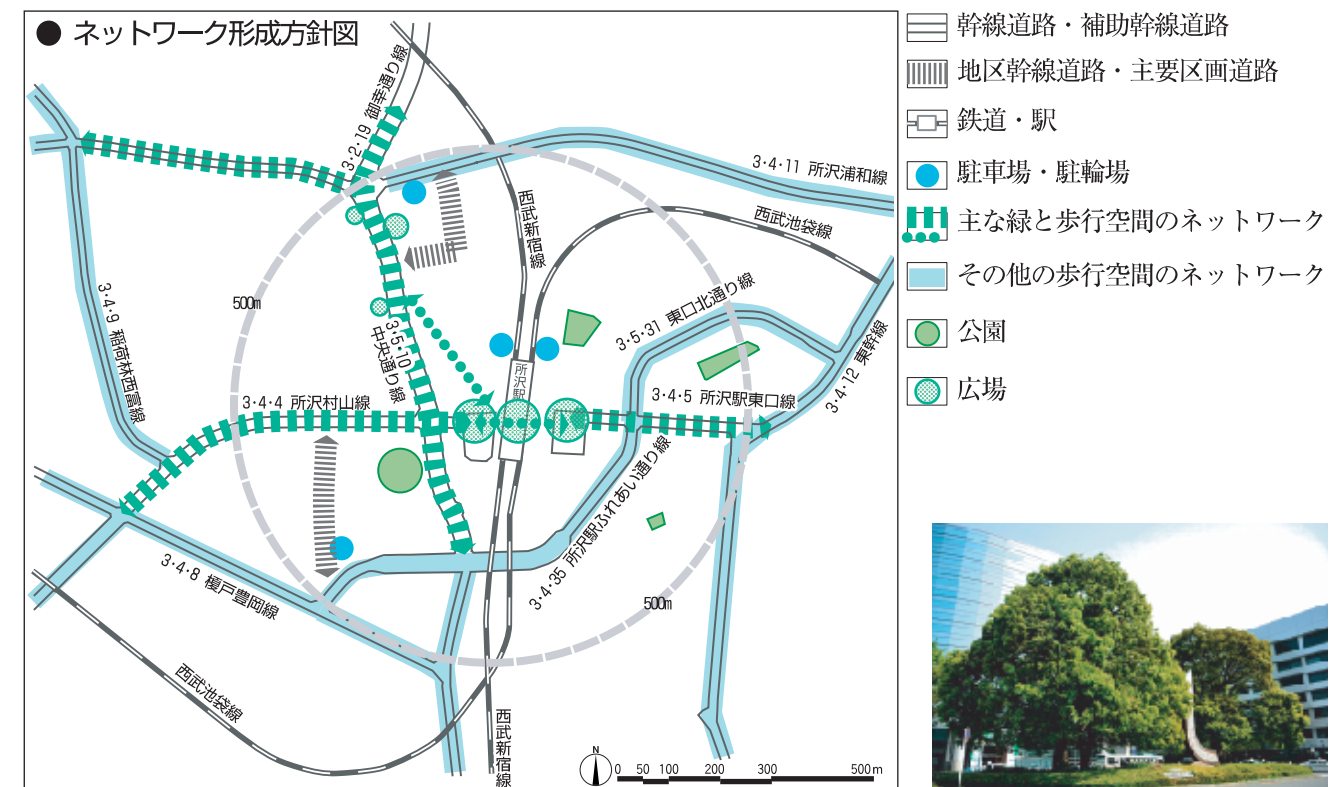 ● ネットワーク形成方針図
3・2・19 御幸通り線
3・4・11 所沢浦和線
西武新宿線
西武池袋線
500m
3・4・9 稲荷林西富線
3・5・10
中央通り線
3・5・31 東口北通り線
3・4・12 東幹線
所沢駅
3・4・4 所沢村山線
3・4・5 所沢駅東口線
3・4・35 所沢駅ふれあい通り線
500m
3・4・8 榎戸豊岡線
西武池袋線
西武新宿線
N
0 50 100 200 300 500m
幹線道路・補助幹線道路
地区幹線道路・主要区画道路
鉄道・駅
駐車場・駐輪場
主な緑と歩行空間のネットワーク
その他の歩行空間のネットワーク
公園
広場